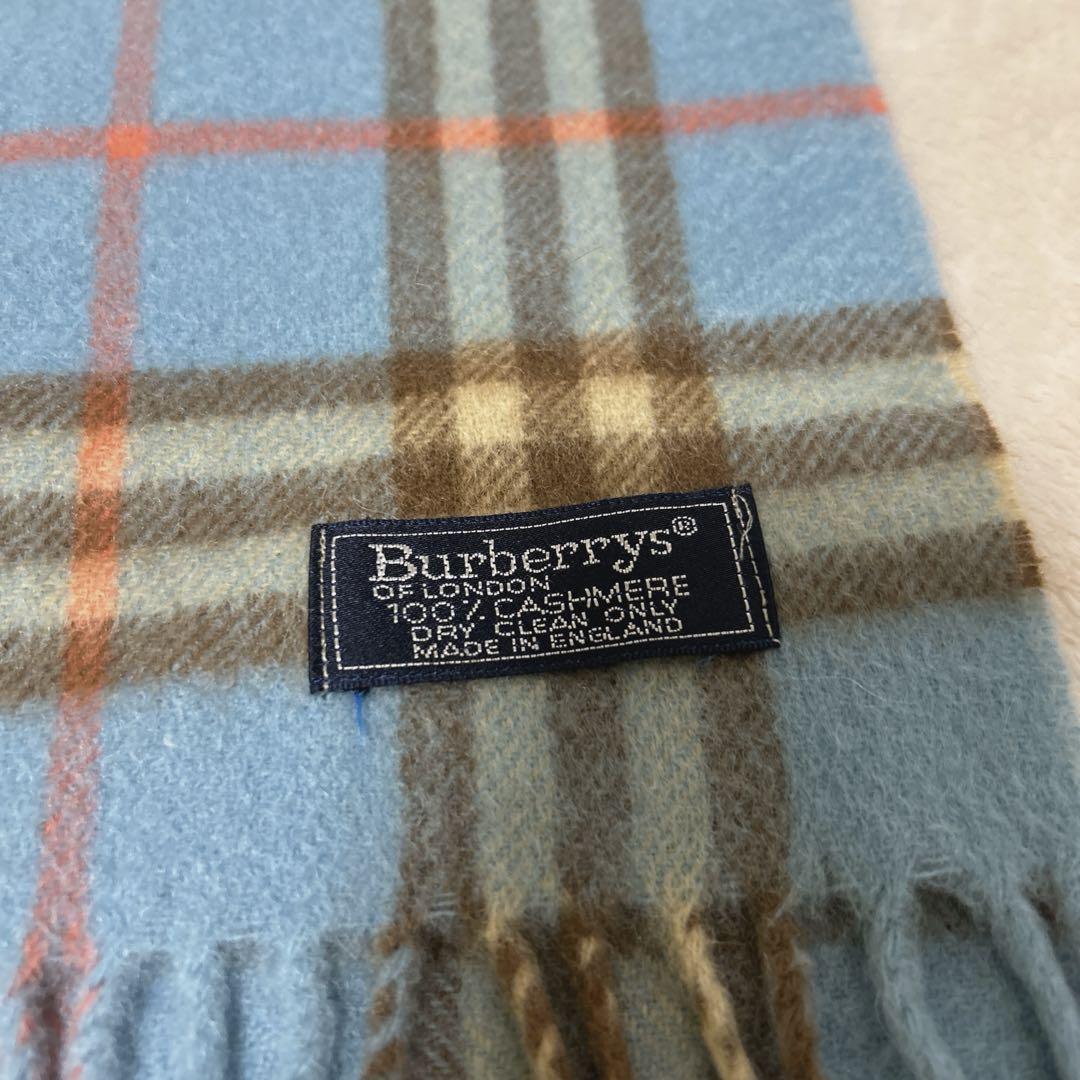 Burberrys®
OF LONDON
100% CASHMERE
DRY CLEAN ONLY
MADE IN ENGLAND